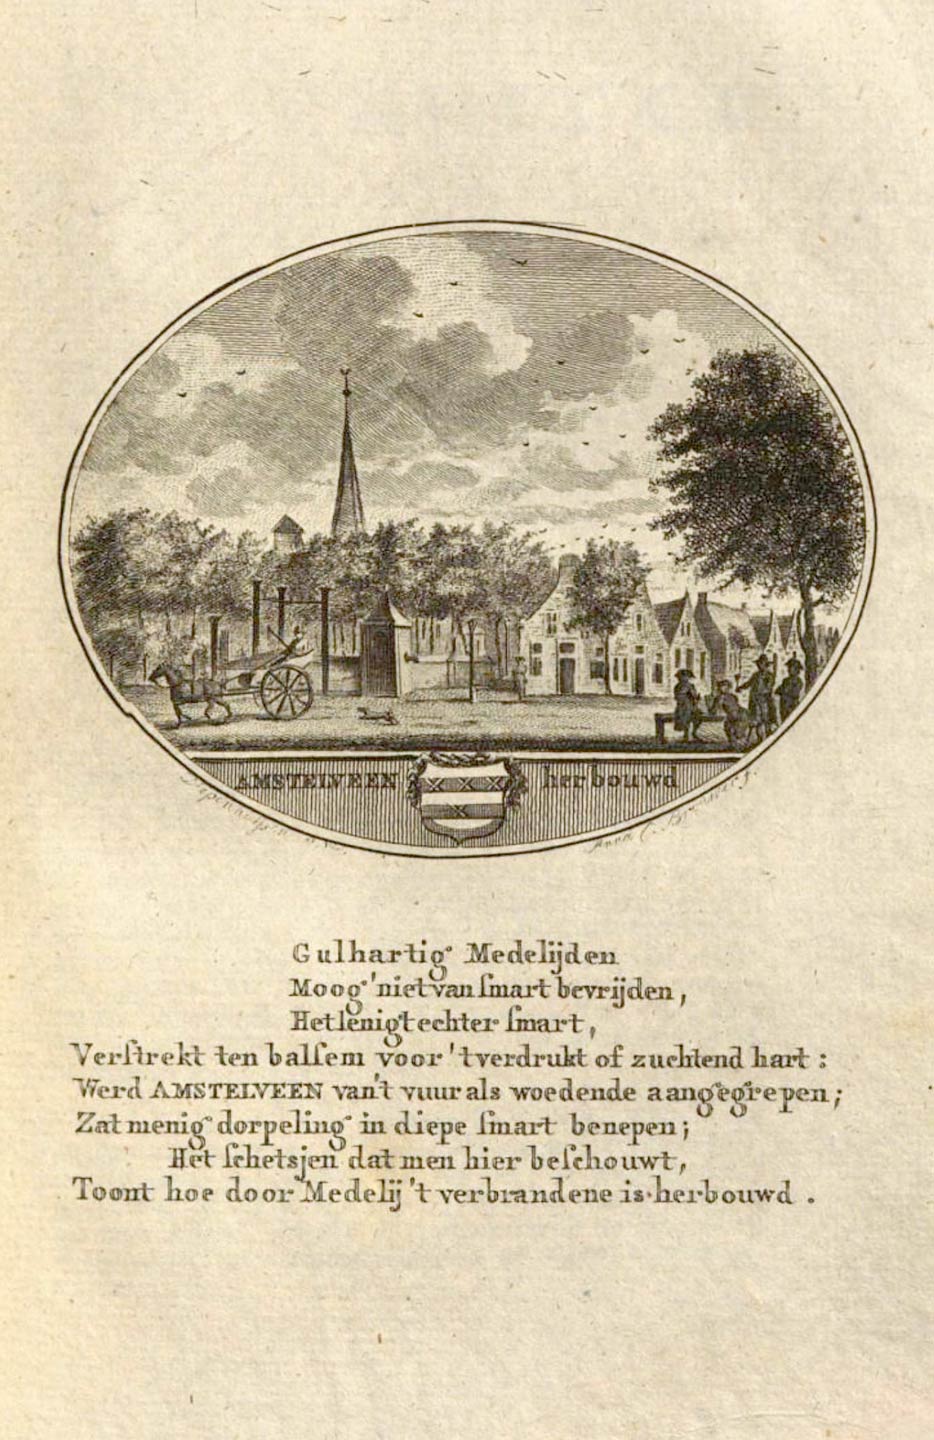 AMSTELVEEN herbouwd
Anna C. Brouwer f.
Gulhartig Medelijden
Moog 'niet van ſmart bevrijden,
Het lenigt echter ſmart,
Verſtrekt ten balſem voor 't verdrukt of zuchtend hart :
Werd AMSTELVEEN van't vuur als woedende aangegrepen;
Zat menig dorpeling in diepe ſmart benepen;
Het ſchetsjen dat men hier beſchouwt,
Toont hoe door Medelij 't verbrandene is herbouwd .